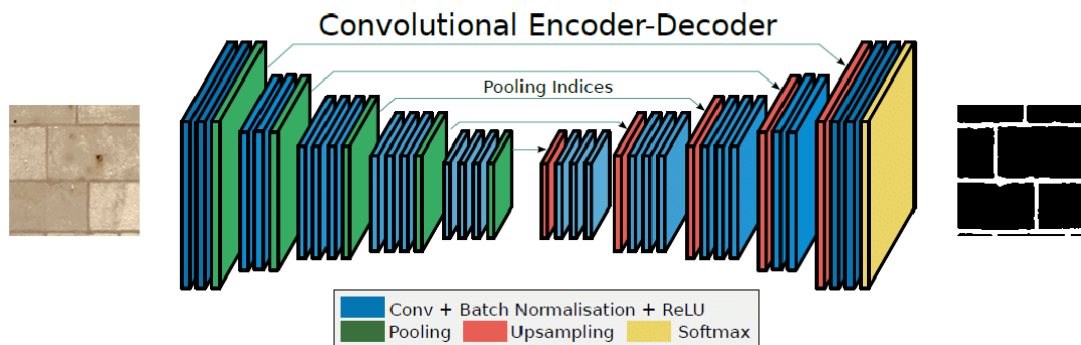 Convolutional Encoder-Decoder
Pooling Indices
Conv + Batch Normalisation + ReLU
Pooling Upsampling Softmax